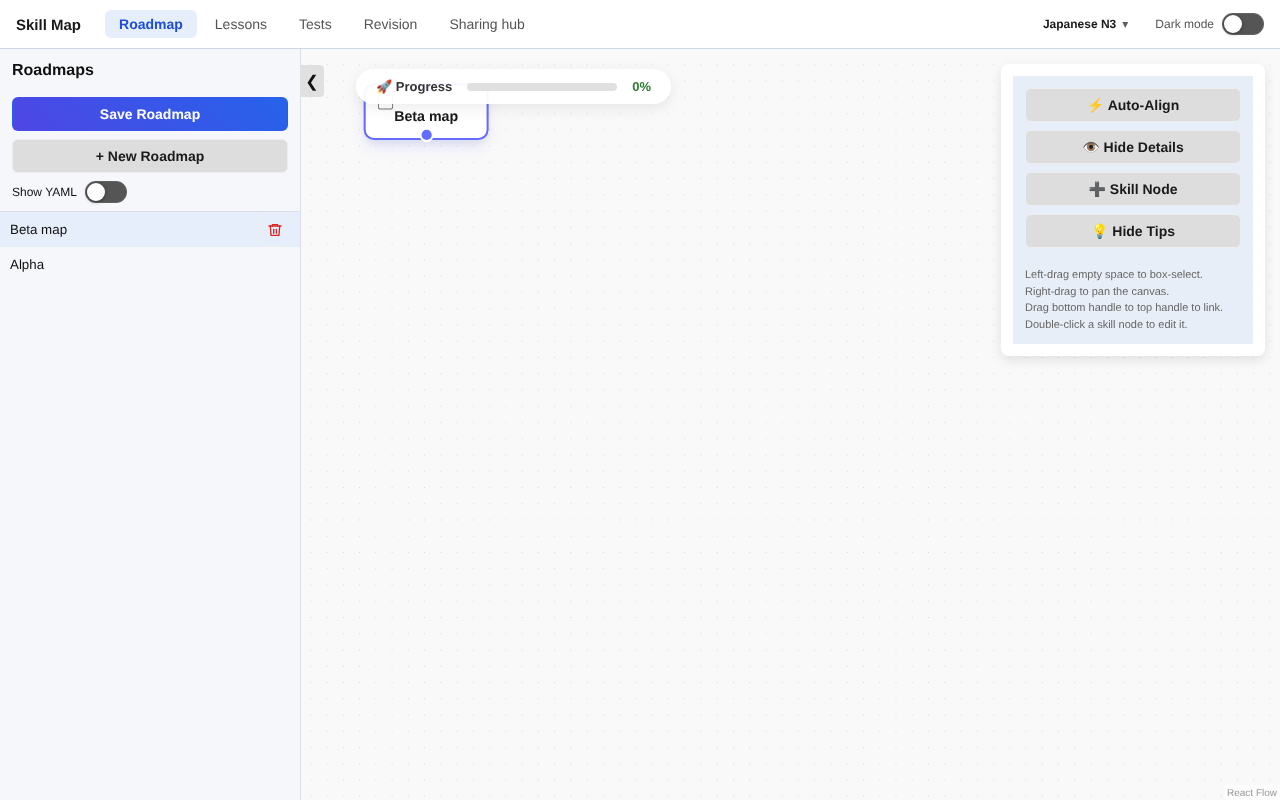 Skill Map
Roadmap
Lessons
Tests
Revision
Sharing hub
Japanese N3 ▼
Dark mode
Roadmaps
Save Roadmap
+ New Roadmap
Show YAML
Beta map
Alpha
❮
🚀 Progress
0%
Beta map
⚡ Auto-Align
👁️ Hide Details
➕ Skill Node
💡 Hide Tips
Left-drag empty space to box-select.
Right-drag to pan the canvas.
Drag bottom handle to top handle to link.
Double-click a skill node to edit it.
React Flow